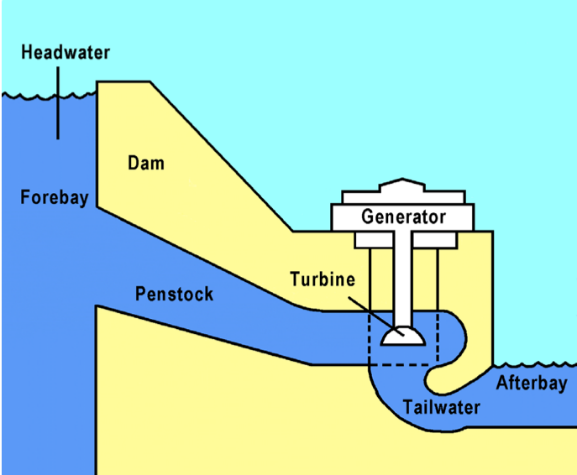 Headwater
Dam
Forebay
Generator
Turbine
Penstock
Afterbay
Tailwater